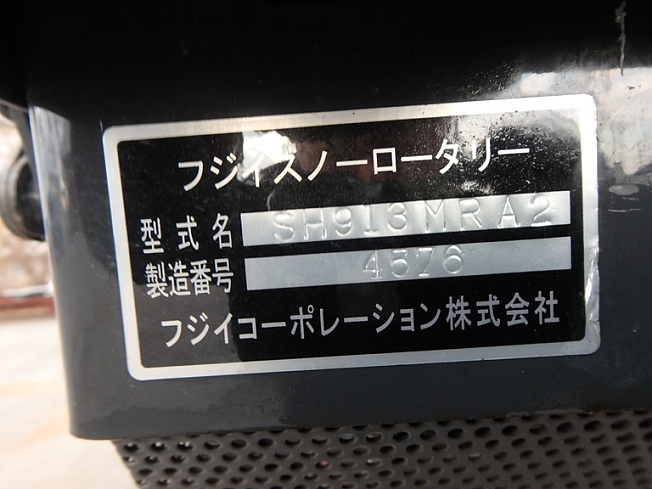 フジイスノーロータリー
型式名 SH913MRA2
製造番号 4576
フジイコーポレーション株式会社